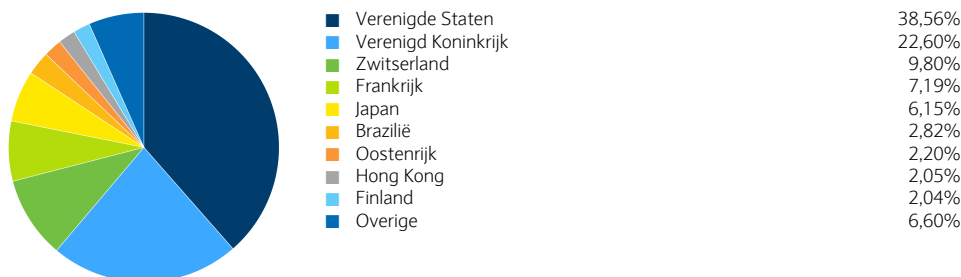 Verenigde Staten 38,56%
Verenigd Koninkrijk 22,60%
Zwitserland 9,80%
Frankrijk 7,19%
Japan 6,15%
Brazilië 2,82%
Oostenrijk 2,20%
Hong Kong 2,05%
Finland 2,04%
Overige 6,60%